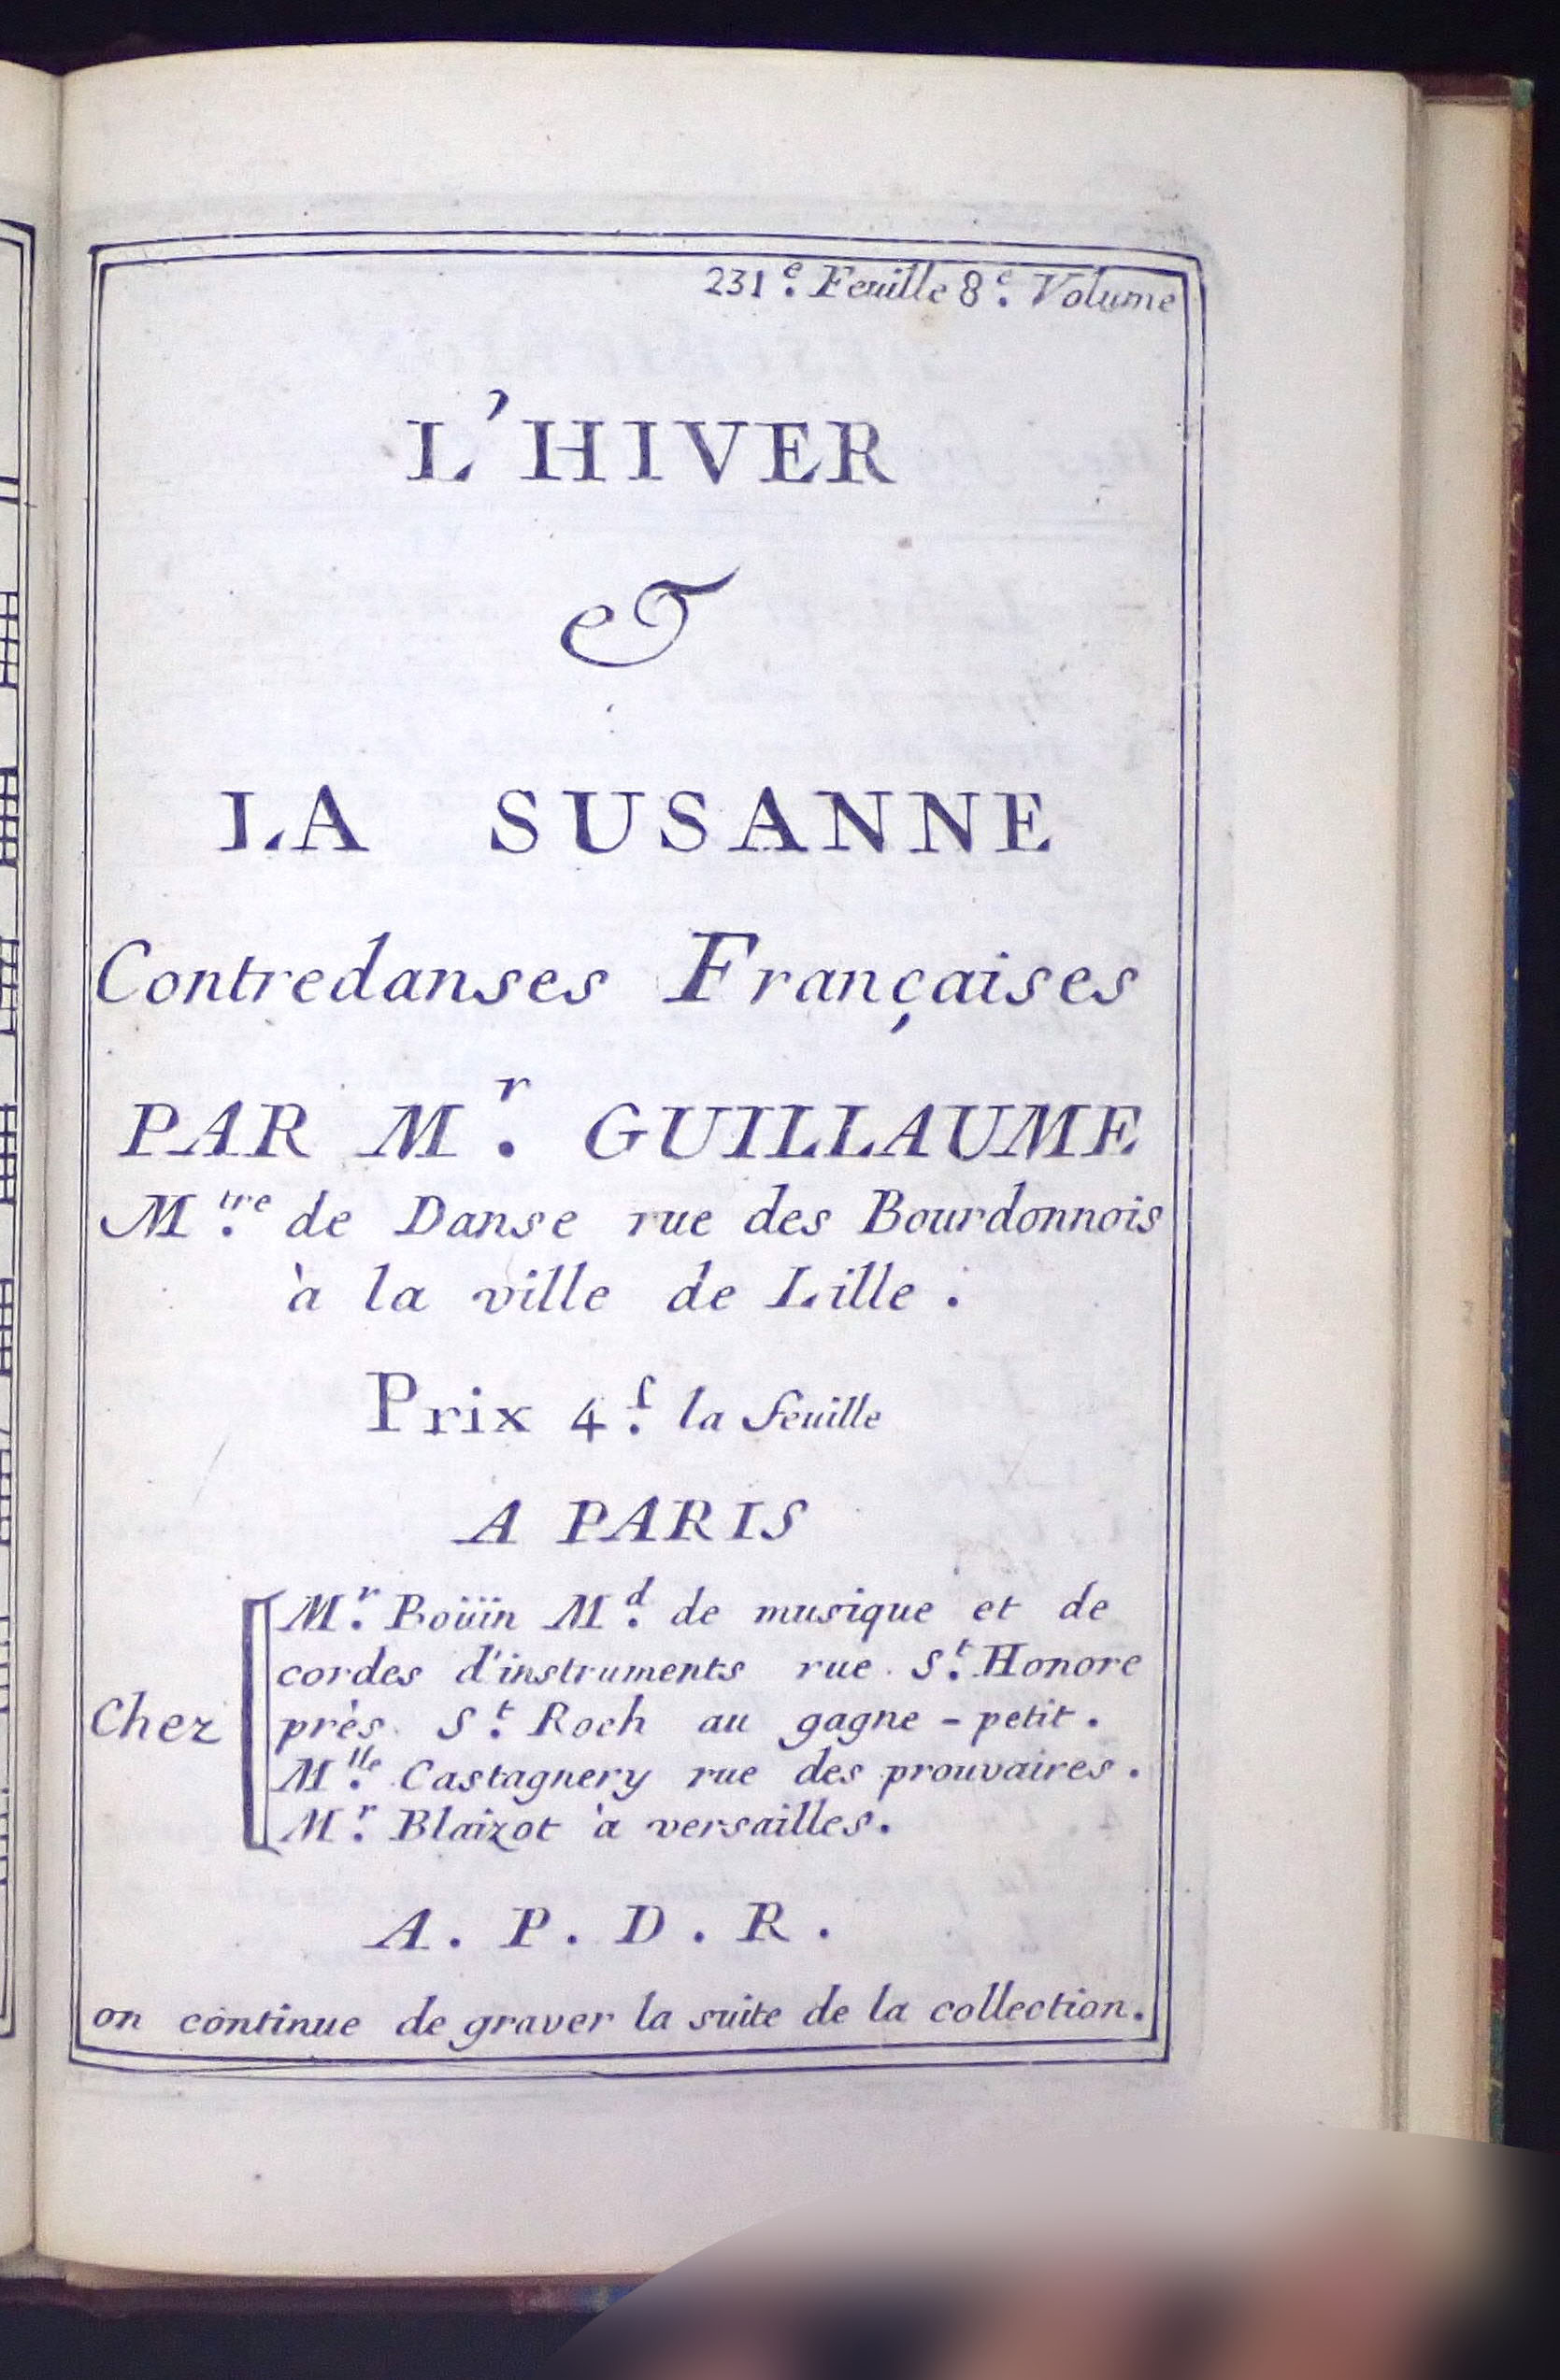 231e. Feuille 8e. Volume
L'HIVER
&
LA SUSANNE
Contredanses Françaises
PAR Mr. GUILLAUME
Mtre. de Danse rue des Bourdonnois
à la ville de Lille.
Prix 4f. la feuille
A PARIS
Chez
Mr. Boüin Md. de musique et de
cordes d'instruments rue St. Honore
près St. Roch au gagne-petit.
Mlle. Castagnery rue des prouvaires.
Mr. Blaizot à versailles.
A. P. D. R.
on continue de graver la suite de la collection.